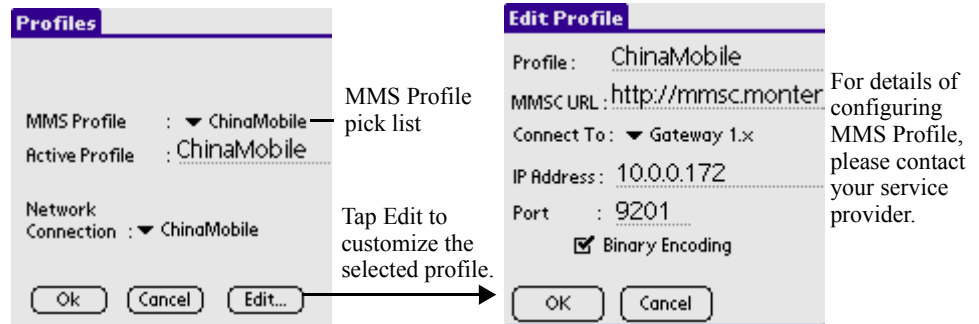 Profiles
MMS Profile : ChinaMobile
Active Profile : ChinaMobile
Network
Connection : ChinaMobile
Ok Cancel Edit...
MMS Profile
pick list
Tap Edit to
customize the
selected profile.
Edit Profile
Profile : ChinaMobile
MMSC URL : http://mmsc.monter
Connect To : Gateway 1.x
IP Address : 10.0.0.172
Port : 9201
Binary Encoding
OK Cancel
For details of
configuring
MMS Profile,
please contact
your service
provider.